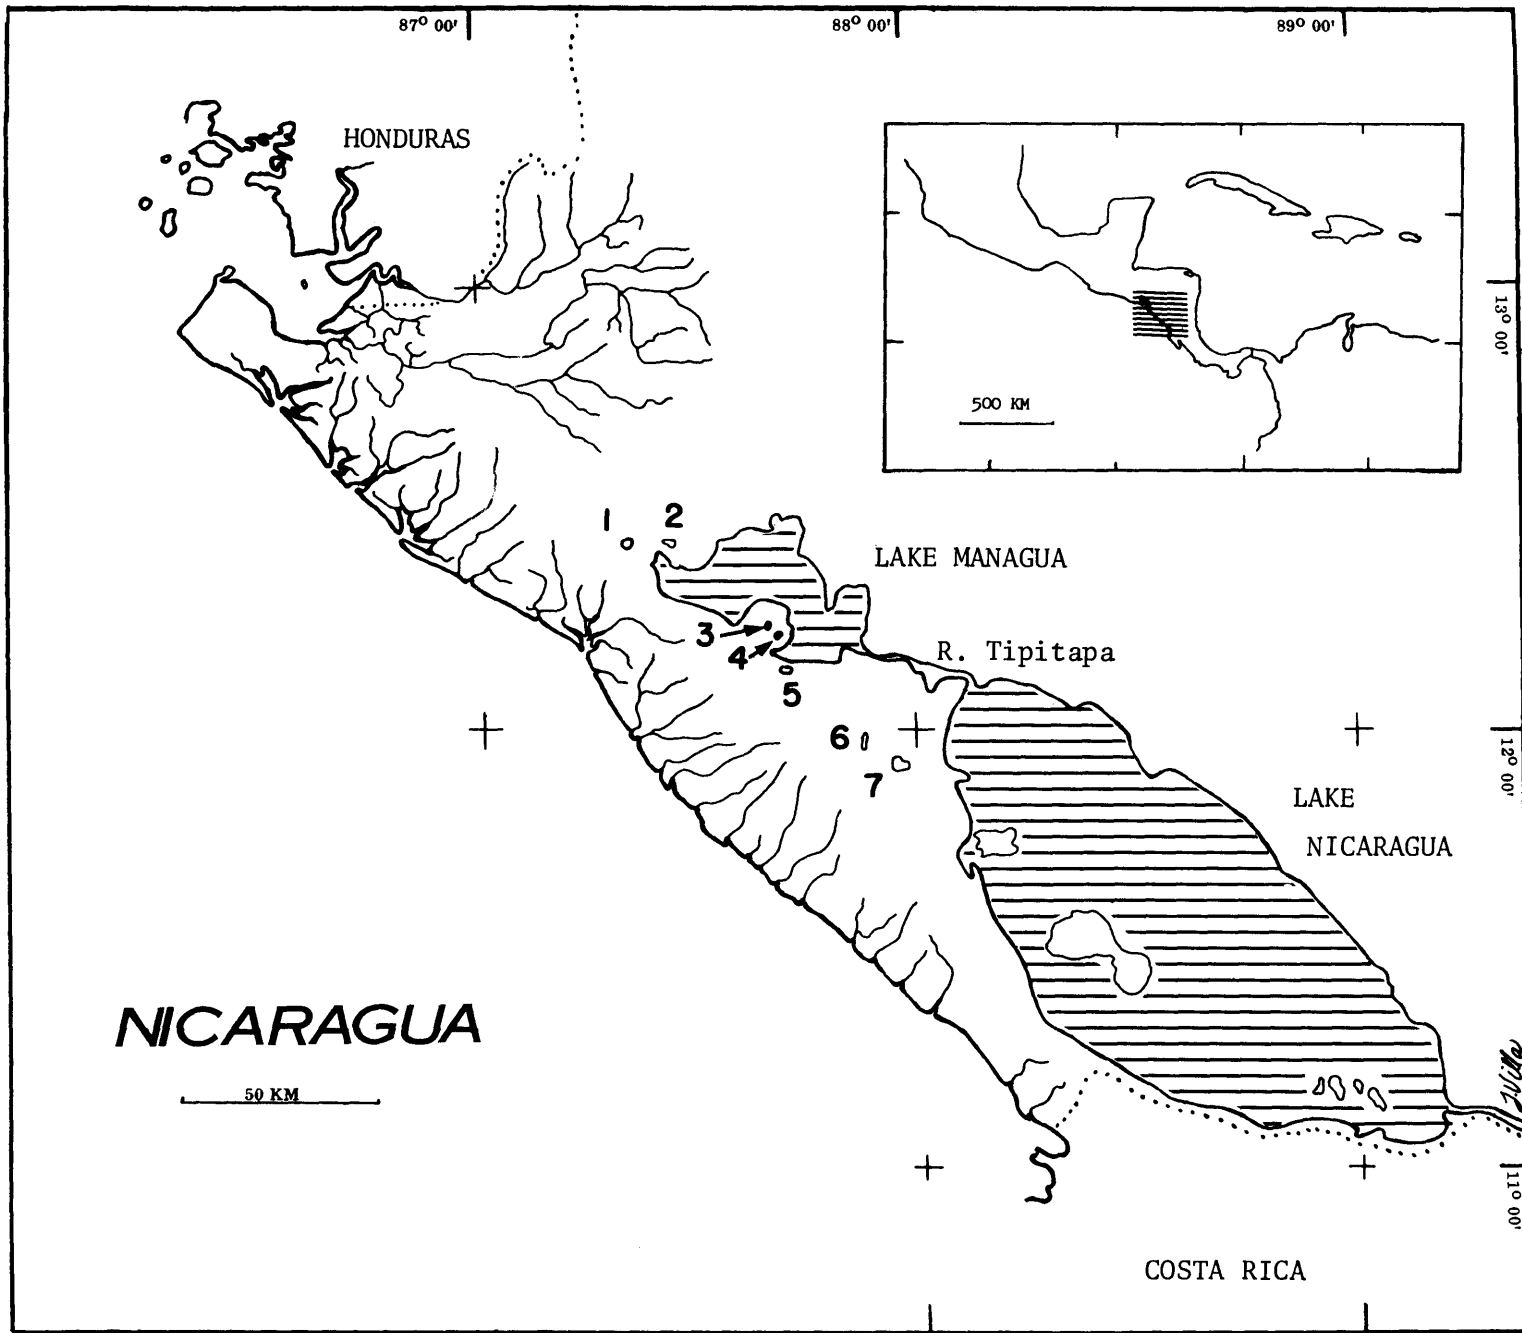 87° 00'
88° 00'
89° 00'
HONDURAS
500 KM
13° 00'
1
2
LAKE MANAGUA
3
4
R. Tipitapa
5
6
7
12° 00'
LAKE
NICARAGUA
NICARAGUA
50 KM
JVilla
11° 00'
COSTA RICA